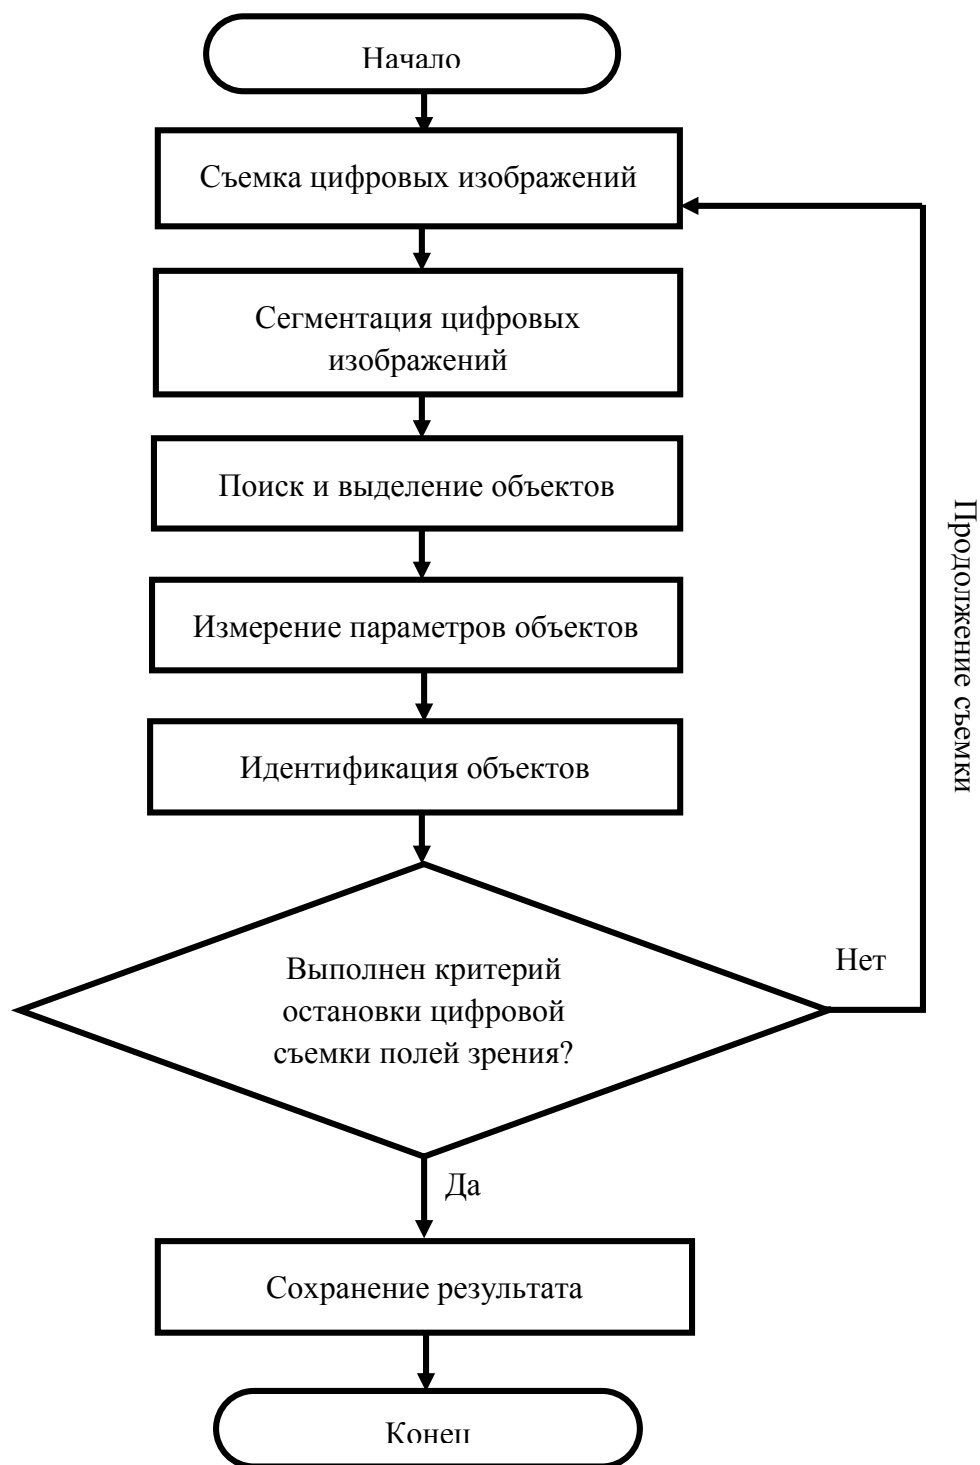 Начало
Съемка цифровых изображений
Сегментация цифровых
изображений
Поиск и выделение объектов
Измерение параметров объектов
Идентификация объектов
Выполнен критерий
остановки цифровой
съемки полей зрения?
Нет
Продолжение съемки
Да
Сохранение результата
Конец